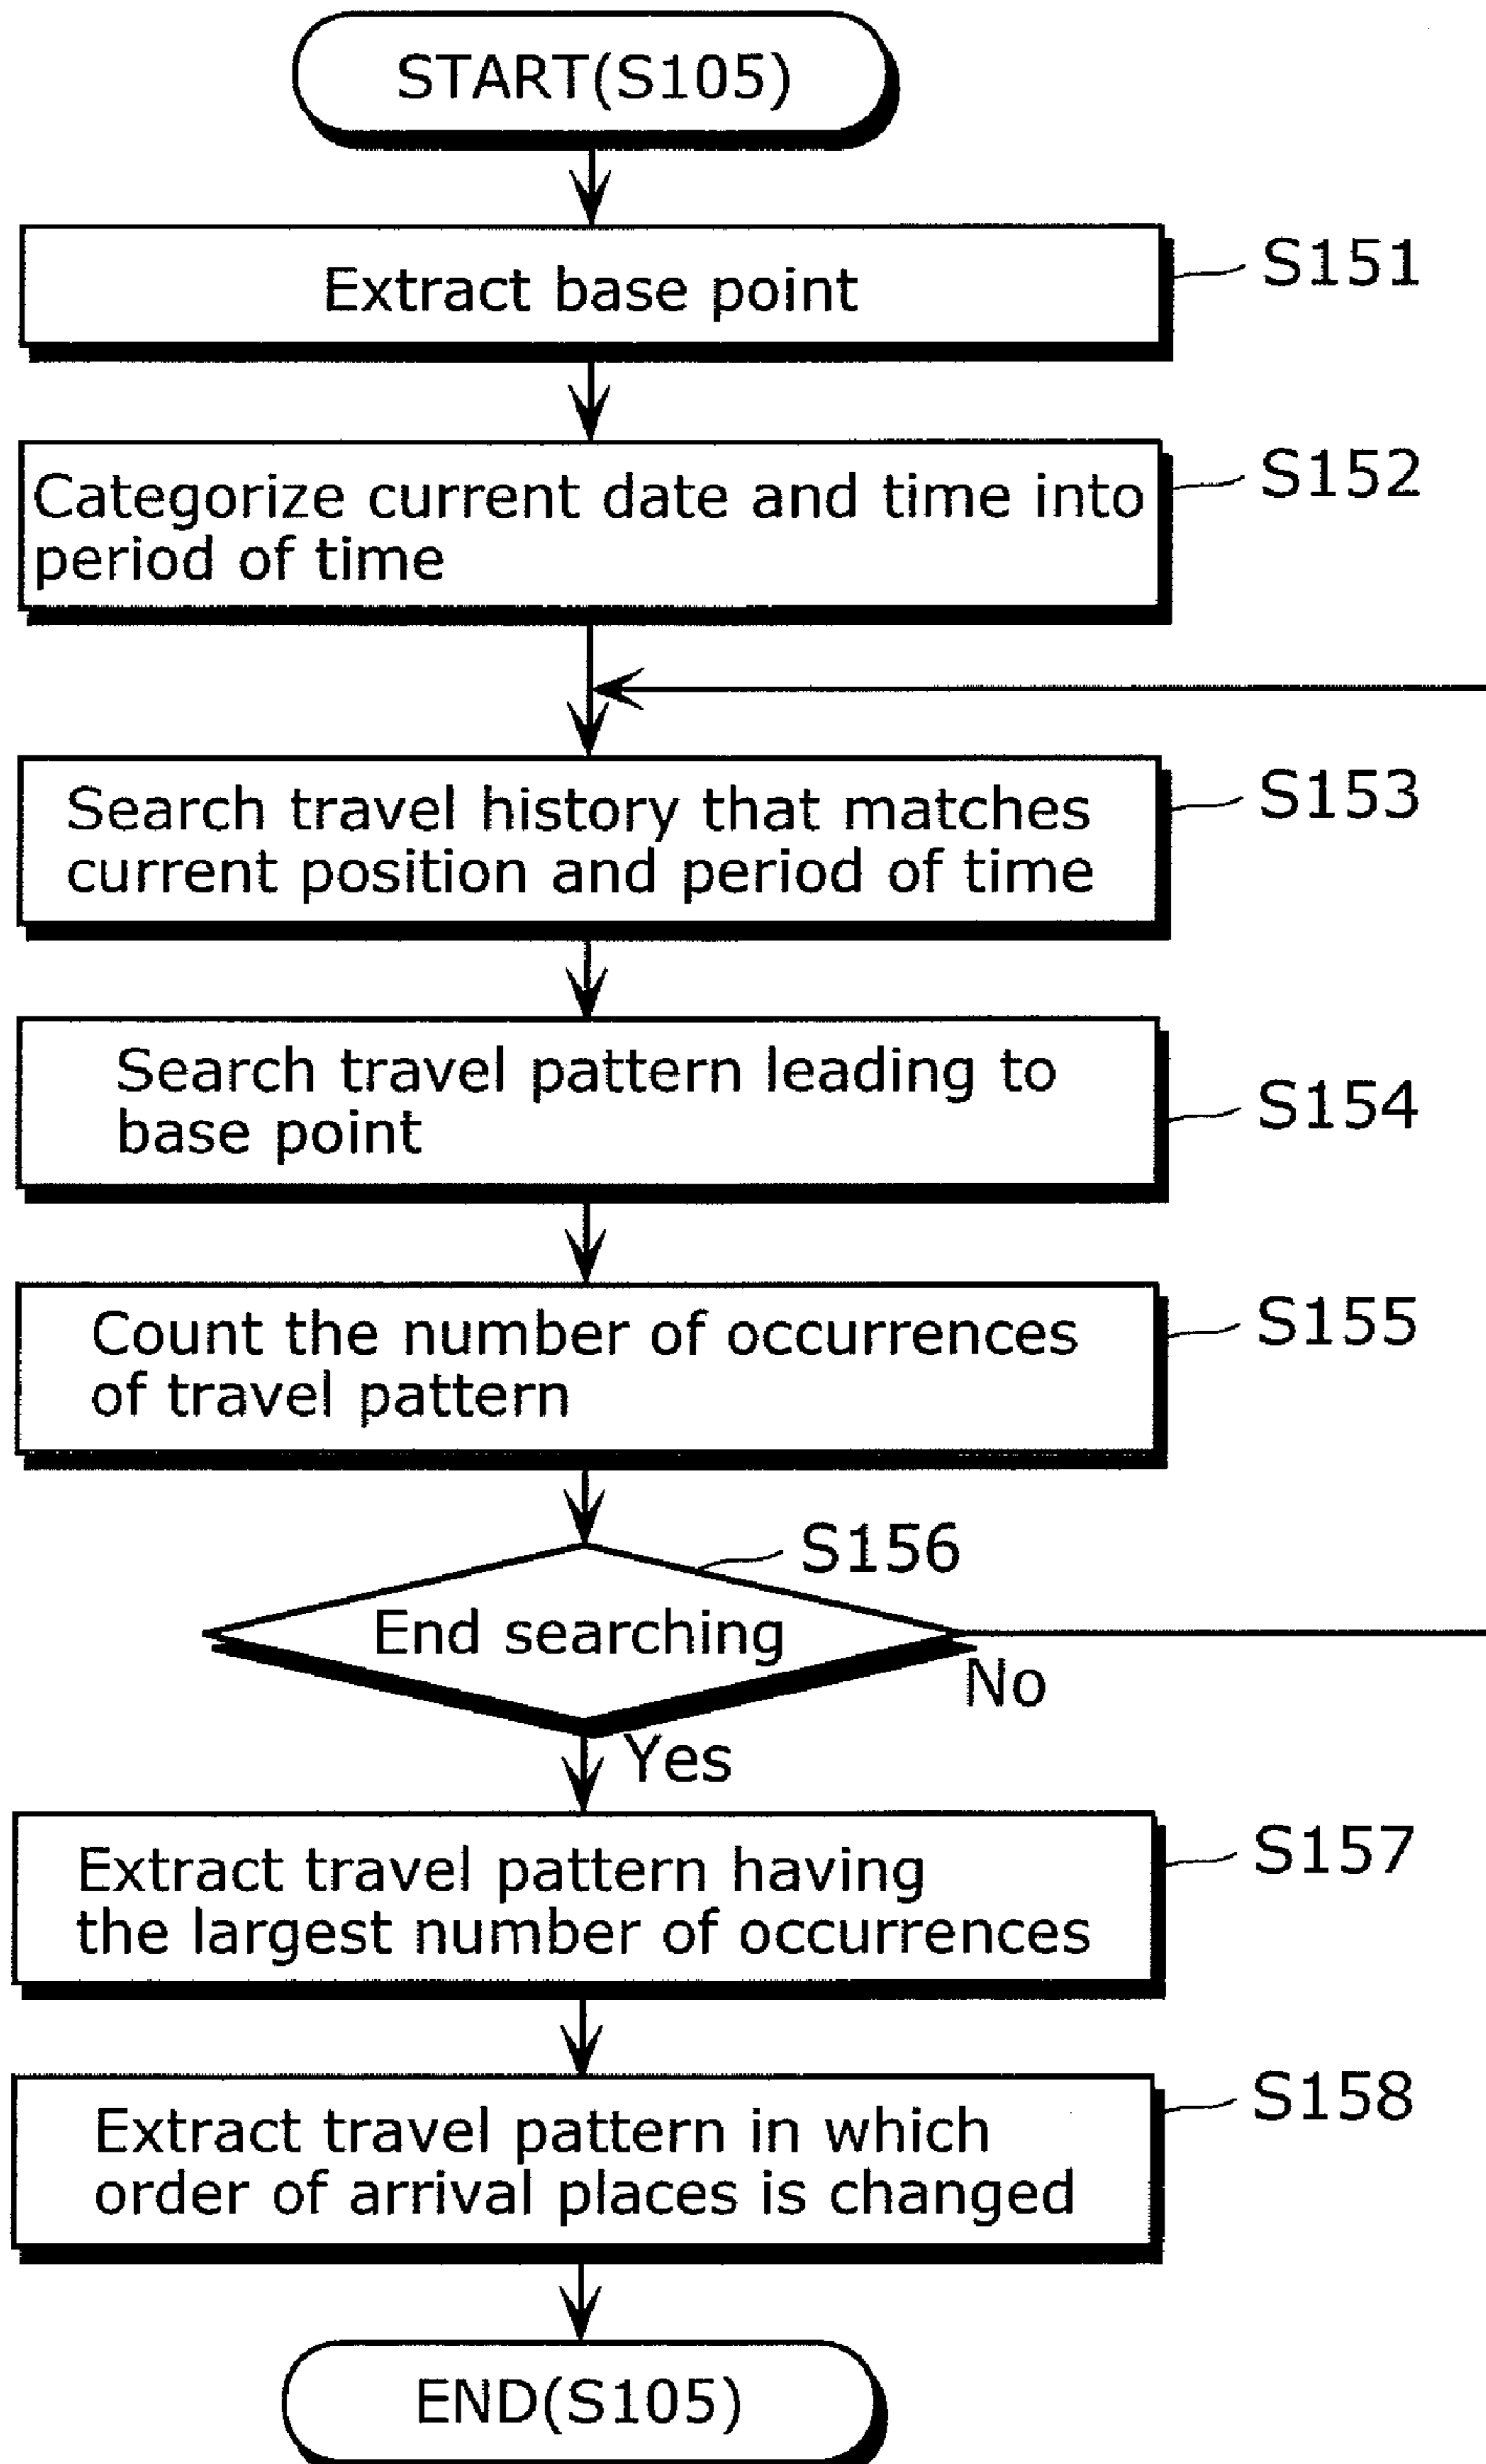 START(S105)
Extract base point
S151
Categorize current date and time into
period of time
S152
Search travel history that matches
current position and period of time
S153
Search travel pattern leading to
base point
S154
Count the number of occurrences
of travel pattern
S155
S156
End searching
No
Yes
Extract travel pattern having
the largest number of occurrences
S157
Extract travel pattern in which
order of arrival places is changed
S158
END(S105)